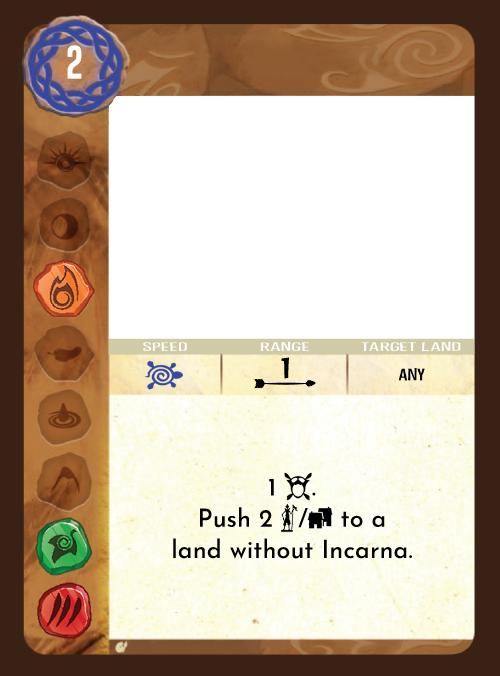 2
SPEED RANGE TARGET LAND
1 ANY
1 .
Push 2 / to a
land without Incarna.